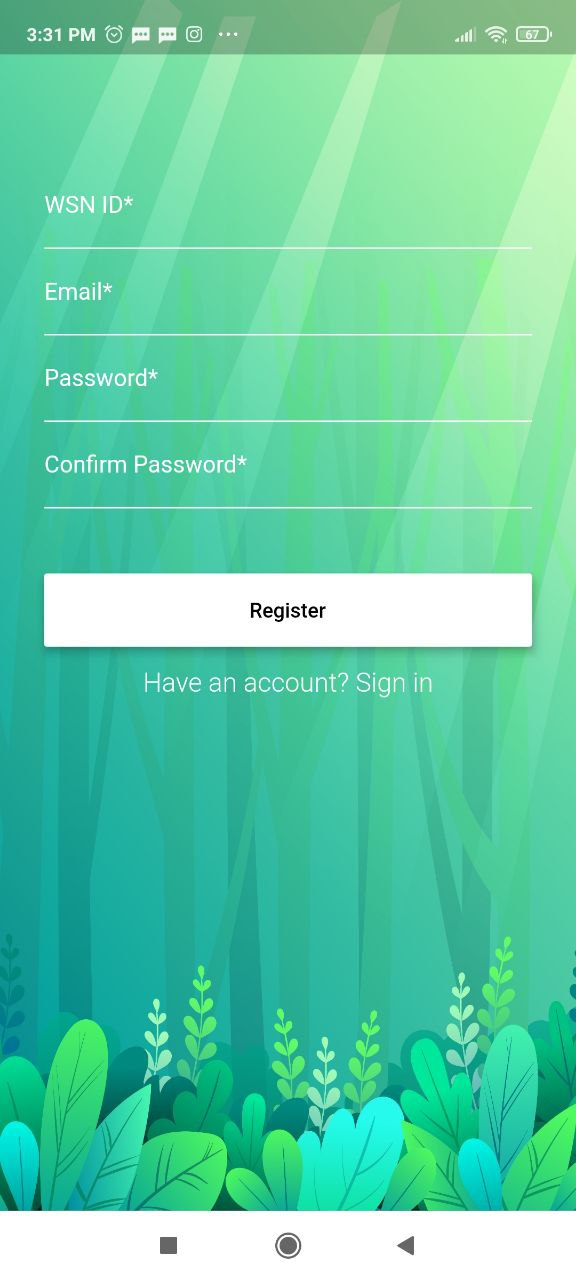 3:31 PM
67
WSN ID*
Email*
Password*
Confirm Password*
Register
Have an account? Sign in